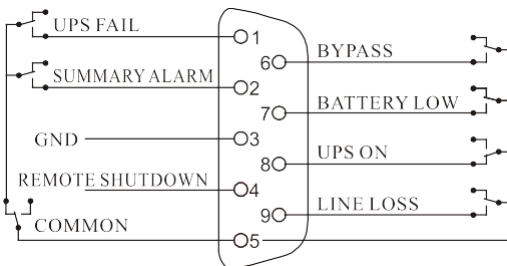 UPS FAIL
1
SUMMARY ALARM
2
GND
3
REMOTE SHUTDOWN
4
COMMON
5
6
BYPASS
7
BATTERY LOW
8
UPS ON
9
LINE LOSS